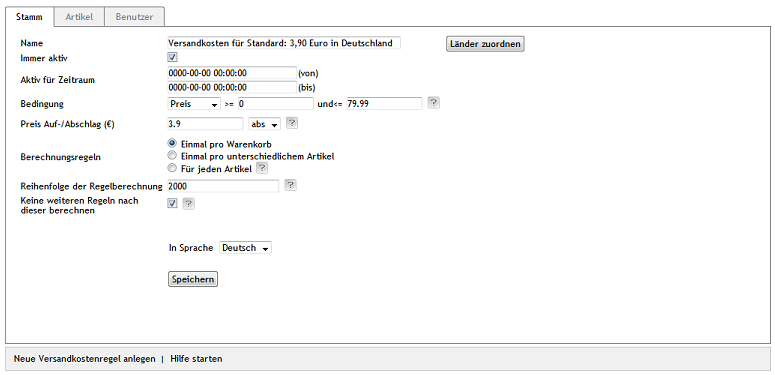 Stamm Artikel Benutzer
Name Versandkosten für Standard: 3,90 Euro in Deutschland Länder zuordnen
Immer aktiv
Aktiv für Zeitraum 0000-00-00 00:00:00 (von)
0000-00-00 00:00:00 (bis)
Bedingung Preis >= 0 und<= 79.99 ?
Preis Auf-/Abschlag (€) 3.9 abs ?
Berechnungsregeln Einmal pro Warenkorb
Einmal pro unterschiedlichem Artikel
Für jeden Artikel ?
Reihenfolge der Regelberechnung 2000 ?
Keine weiteren Regeln nach
dieser berechnen ?
In Sprache Deutsch
Speichern
Neue Versandkostenregel anlegen | Hilfe starten